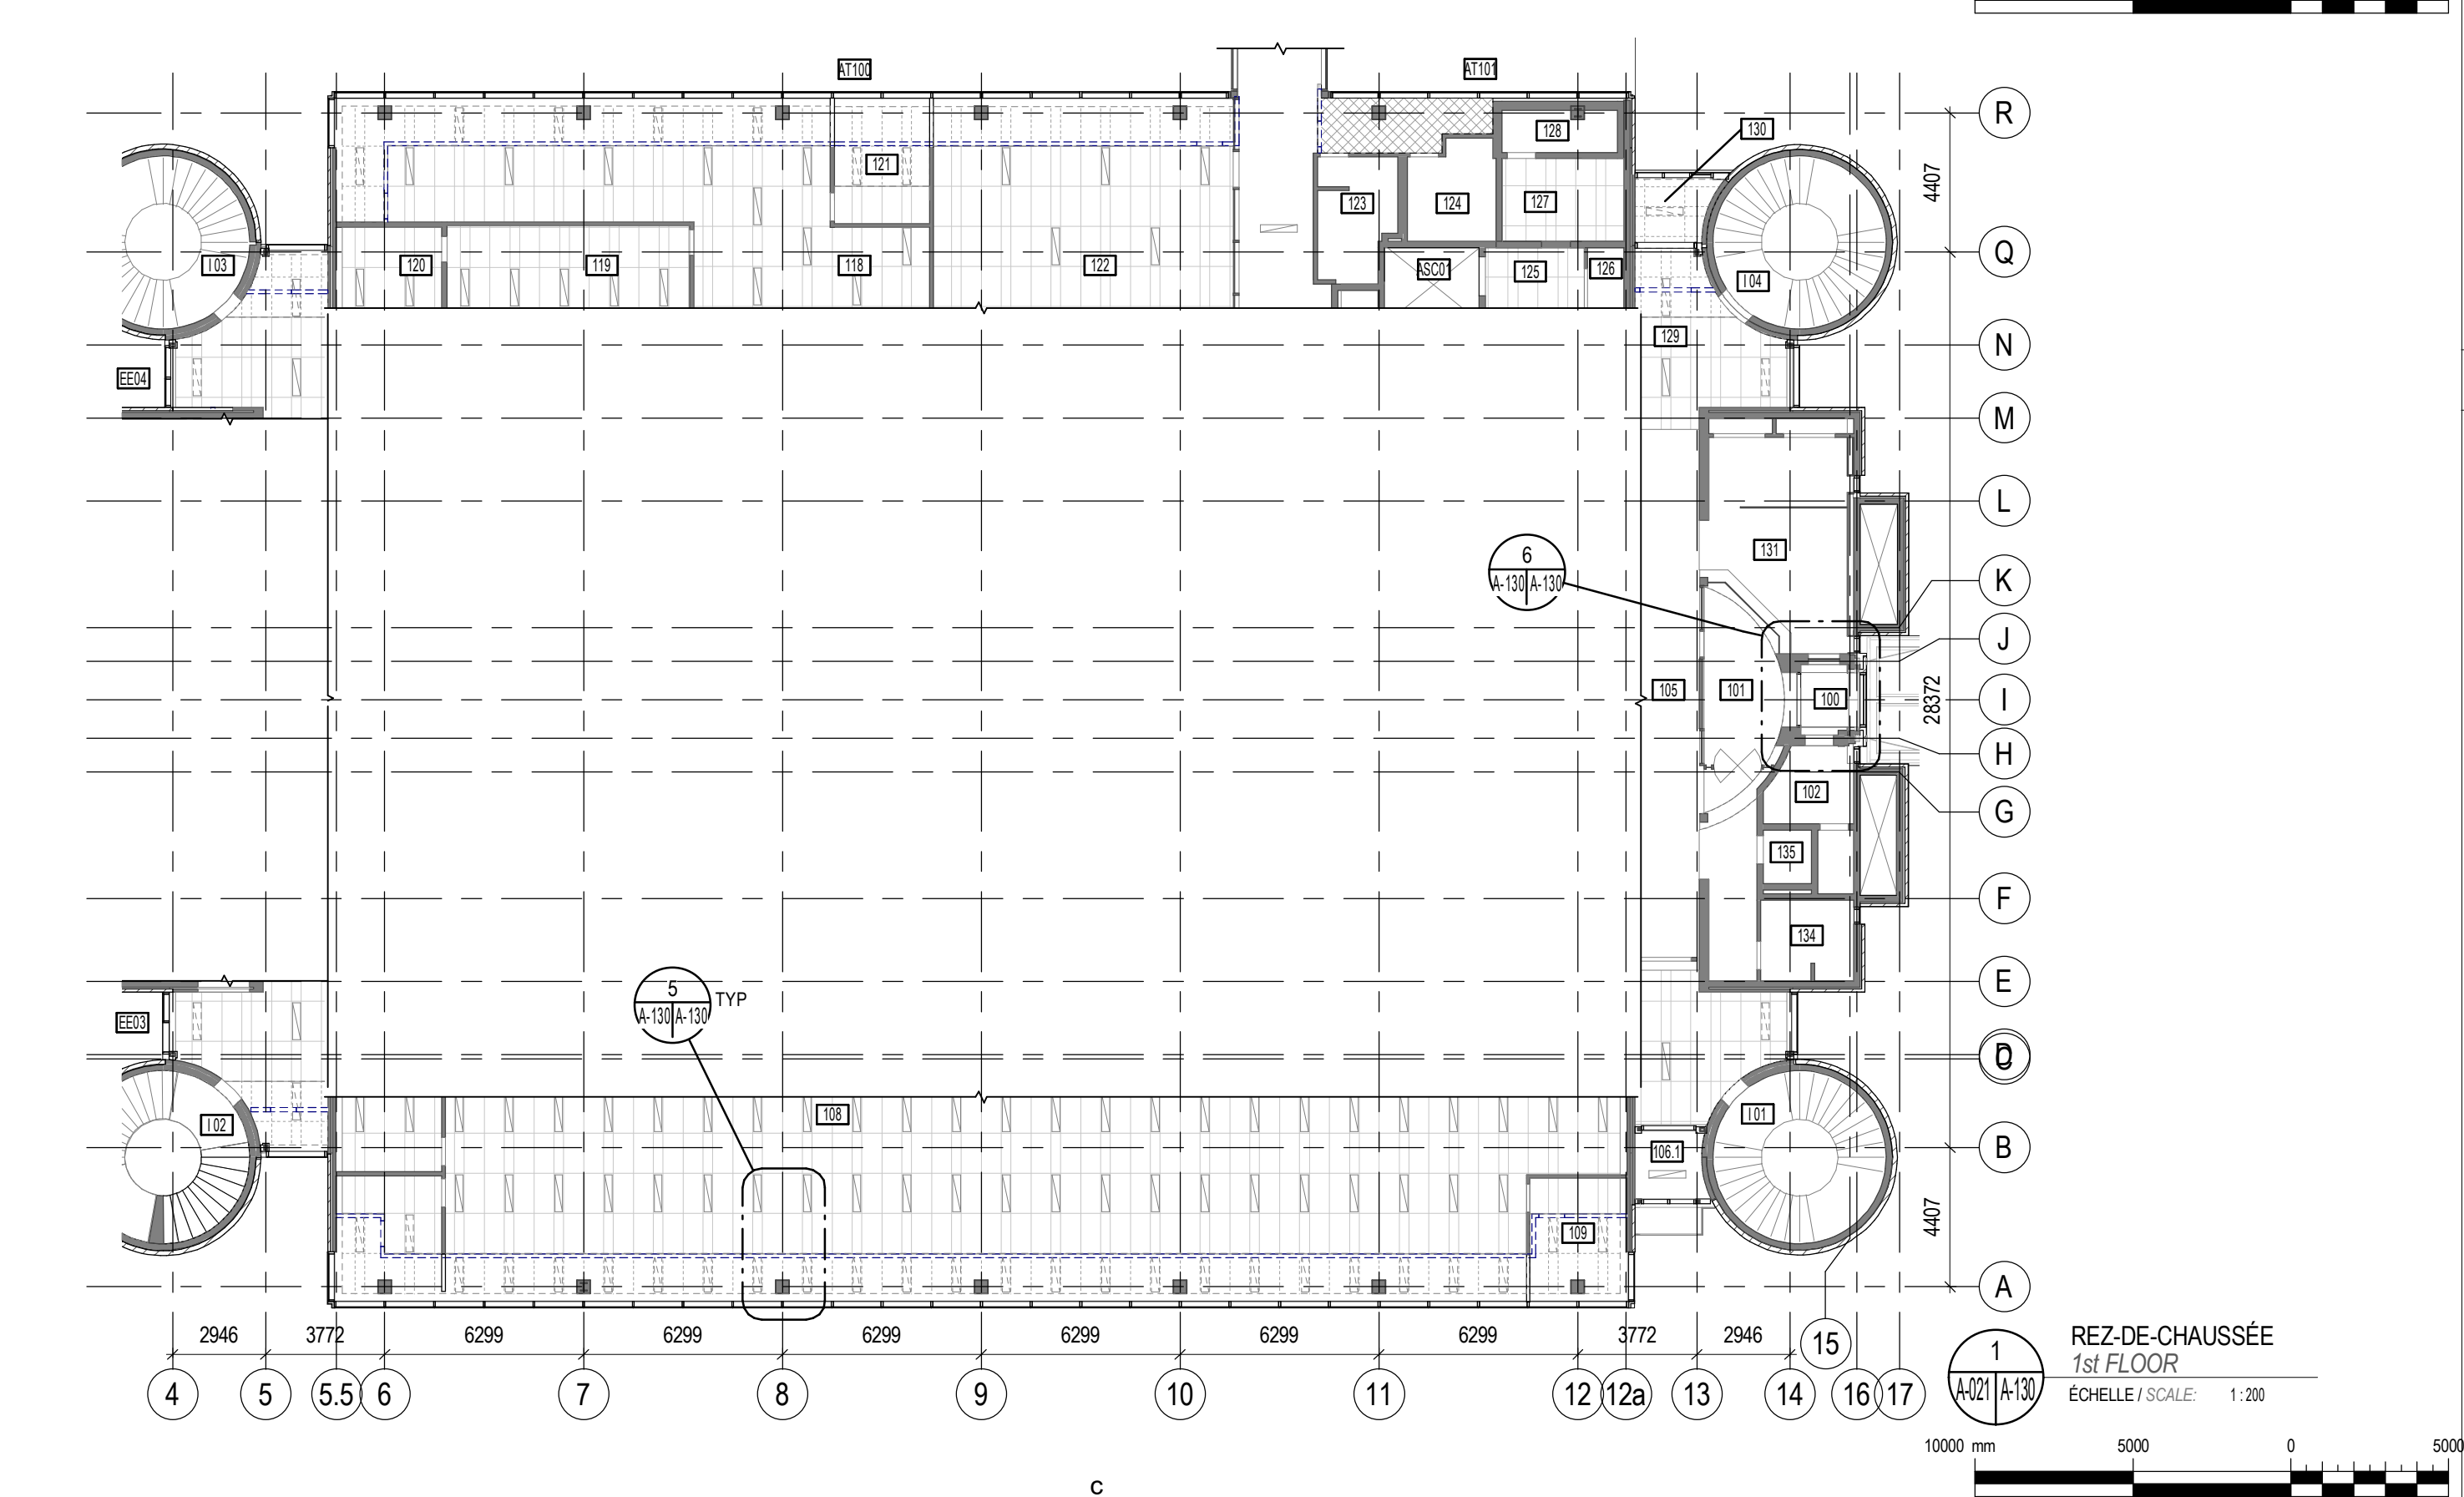 AT100
AT101
R
128
130
4407
121
123
124
127
I 03
120
119
118
122
ASC01
125
126
I 04
Q
129
N
EE04
M
L
6
A-130 A-130
131
K
J
105
101
100
I
28372
H
102
G
135
F
134
E
5
A-130 A-130
TYP
EE03
D
C
I 02
108
I 01
106.1
B
109
4407
A
2946
3772
6299
6299
6299
6299
6299
6299
3772
2946
4
5
5.5
6
7
8
9
10
11
12
12a
13
14
15
16
17
1
A-021 A-130
REZ-DE-CHAUSSÉE
1st FLOOR
ÉCHELLE / SCALE: 1 : 200
10000 mm 5000 0 5000
c